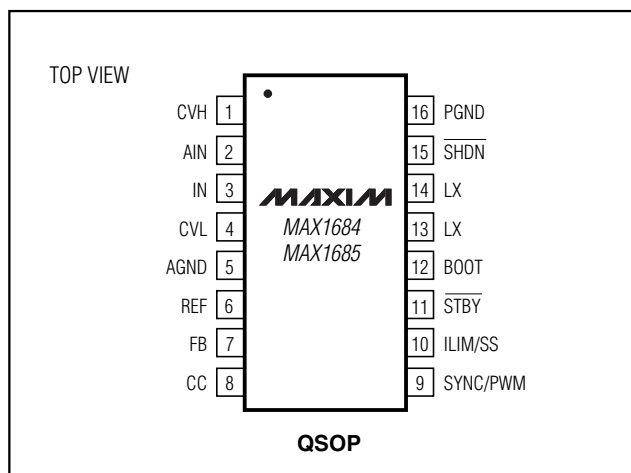 TOP VIEW
CVH 1
AIN 2
IN 3
CVL 4
AGND 5
REF 6
FB 7
CC 8
MAXIM
MAX1684
MAX1685
16 PGND
15 SHDN
14 LX
13 LX
12 BOOT
11 STBY
10 ILIM/SS
9 SYNC/PWM
QSOP